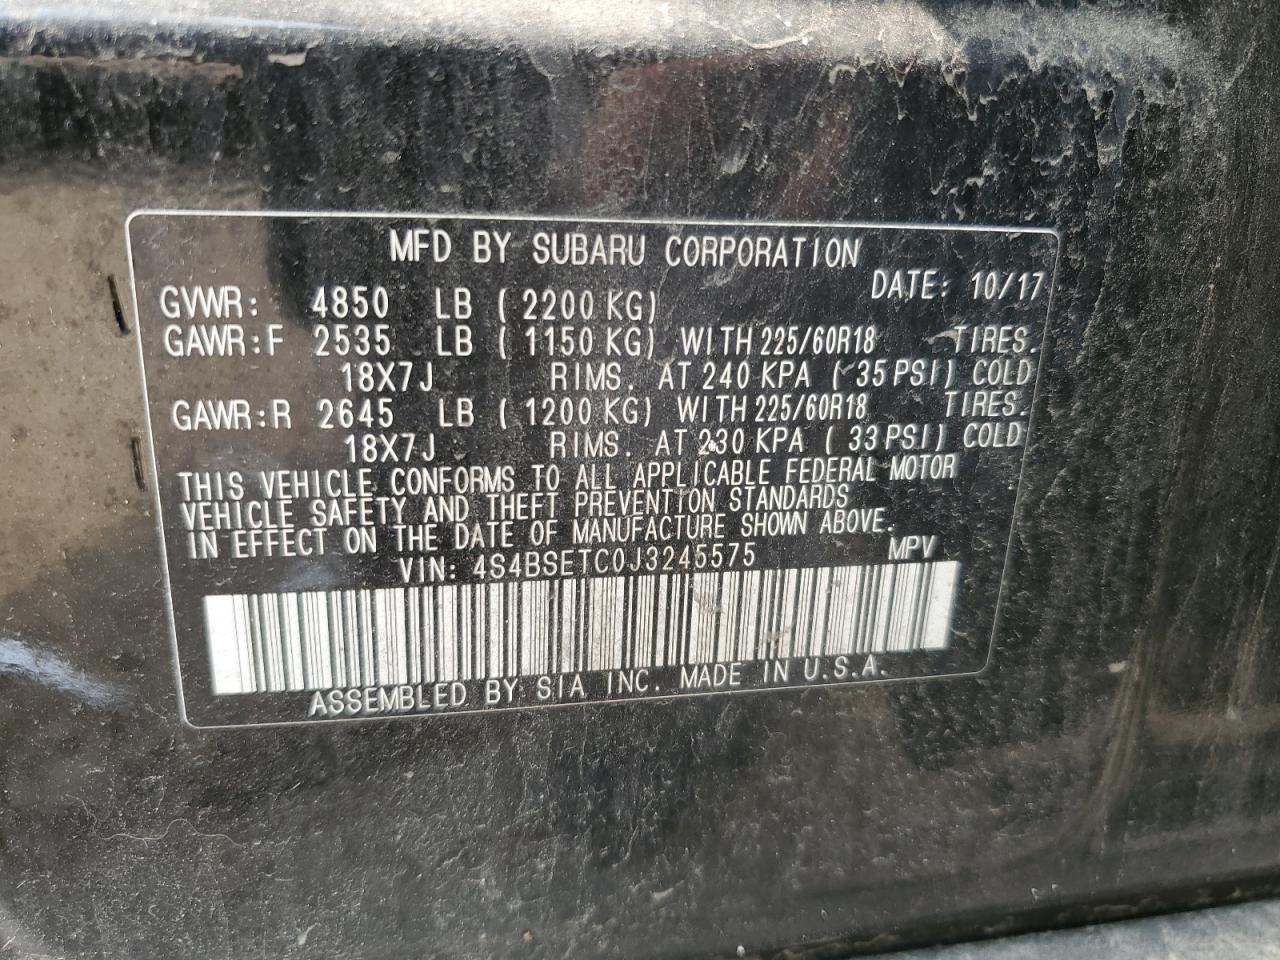 MFD BY SUBARU CORPORATION
DATE: 10/17
GVWR: 4850 LB (2200 KG)
GAWR:F 2535 LB (1150 KG) WITH 225/60R18 TIRES.
18X7J RIMS. AT 240 KPA (35 PSI) COLD
GAWR:R 2645 LB (1200 KG) WITH 225/60R18 TIRES.
18X7J RIMS. AT 230 KPA (33 PSI) COLD
THIS VEHICLE CONFORMS TO ALL APPLICABLE FEDERAL MOTOR
VEHICLE SAFETY AND THEFT PREVENTION STANDARDS
IN EFFECT ON THE DATE OF MANUFACTURE SHOWN ABOVE.
VIN: 4S4BSETC0J3245575 MPV
ASSEMBLED BY SIA INC. MADE IN U.S.A.